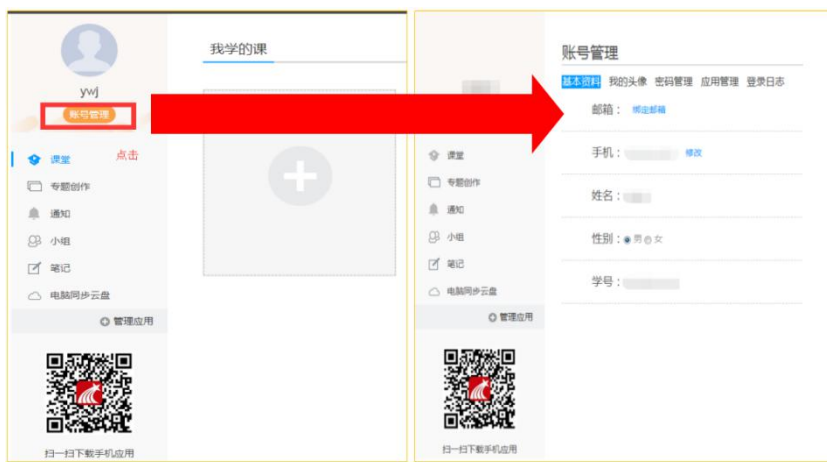 我学的课
ywj
账号管理
点击
课堂
专题创作
通知
小组
笔记
电脑同步云盘
管理应用
扫一扫下载手机应用
账号管理
基本资料 我的头像 密码管理 应用管理 登录日志
邮箱： 绑定邮箱
手机： 修改
姓名：
性别： 男 女
学号：
课堂
专题创作
通知
小组
笔记
电脑同步云盘
管理应用
扫一扫下载手机应用